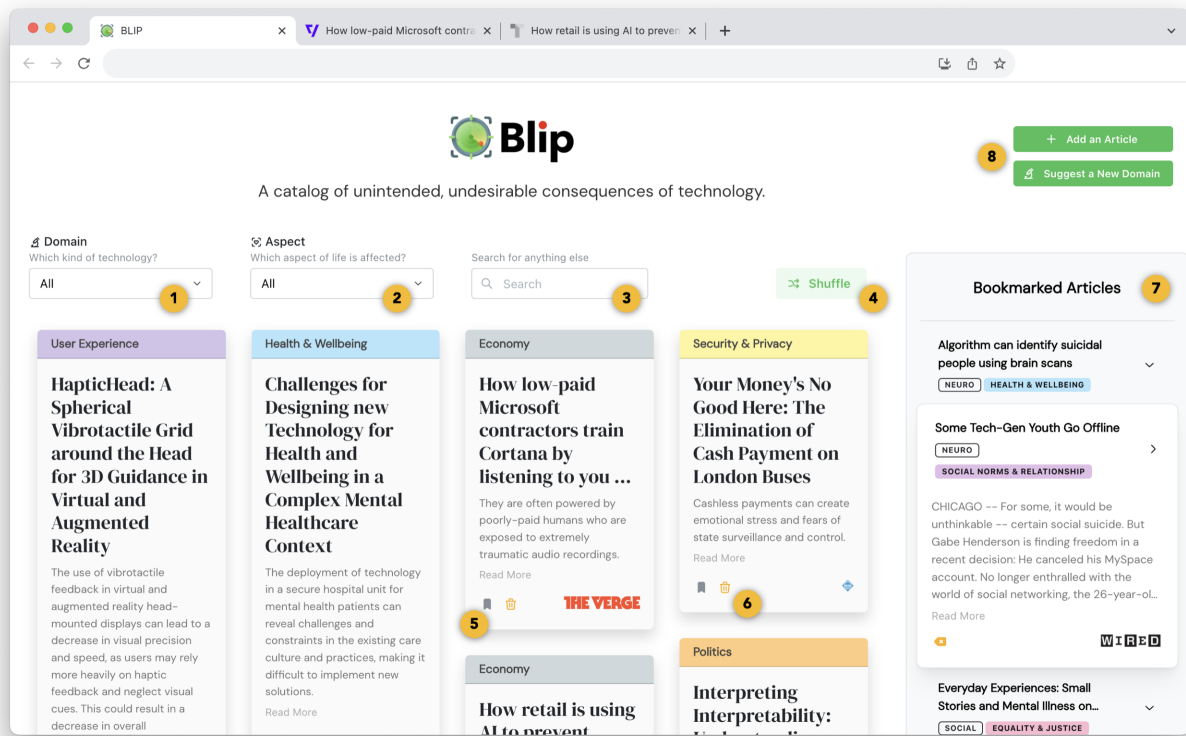 BLIP
How low-paid Microsoft contra
How retail is using AI to preven
Blip
A catalog of unintended, undesirable consequences of technology.
8
+ Add an Article
Suggest a New Domain
Domain
Which kind of technology?
All
1
Aspect
Which aspect of life is affected?
All
2
Search for anything else
Search
3
Shuffle
4
User Experience
HapticHead: A
Spherical
Vibrotactile Grid
around the Head
for 3D Guidance in
Virtual and
Augmented
Reality
The use of vibrotactile
feedback in virtual and
augmented reality head-
mounted displays can lead to a
decrease in visual precision
and speed, as users may rely
more heavily on haptic
feedback and neglect visual
cues. This could result in a
decrease in overall
Health & Wellbeing
Challenges for
Designing new
Technology for
Health and
Wellbeing in a
Complex Mental
Healthcare
Context
The deployment of technology
in a secure hospital unit for
mental health patients can
reveal challenges and
constraints in the existing care
culture and practices, making it
difficult to implement new
solutions.
Read More
Economy
How low-paid
Microsoft
contractors train
Cortana by
listening to you ...
They are often powered by
poorly-paid humans who are
exposed to extremely
traumatic audio recordings.
Read More
THE VERGE
5
Economy
How retail is using
AI to prevent
Security & Privacy
Your Money's No
Good Here: The
Elimination of
Cash Payment on
London Buses
Cashless payments can create
emotional stress and fears of
state surveillance and control.
Read More
6
Politics
Interpreting
Interpretability:
Bookmarked Articles
7
Algorithm can identify suicidal
people using brain scans
NEURO HEALTH & WELLBEING
Some Tech-Gen Youth Go Offline
NEURO
SOCIAL NORMS & RELATIONSHIP
CHICAGO -- For some, it would be
unthinkable -- certain social suicide. But
Gabe Henderson is finding freedom in a
recent decision: He canceled his MySpace
account. No longer enthralled with the
world of social networking, the 26-year-ol...
Read More
WIRED
Everyday Experiences: Small
Stories and Mental Illness on...
SOCIAL EQUALITY & JUSTICE